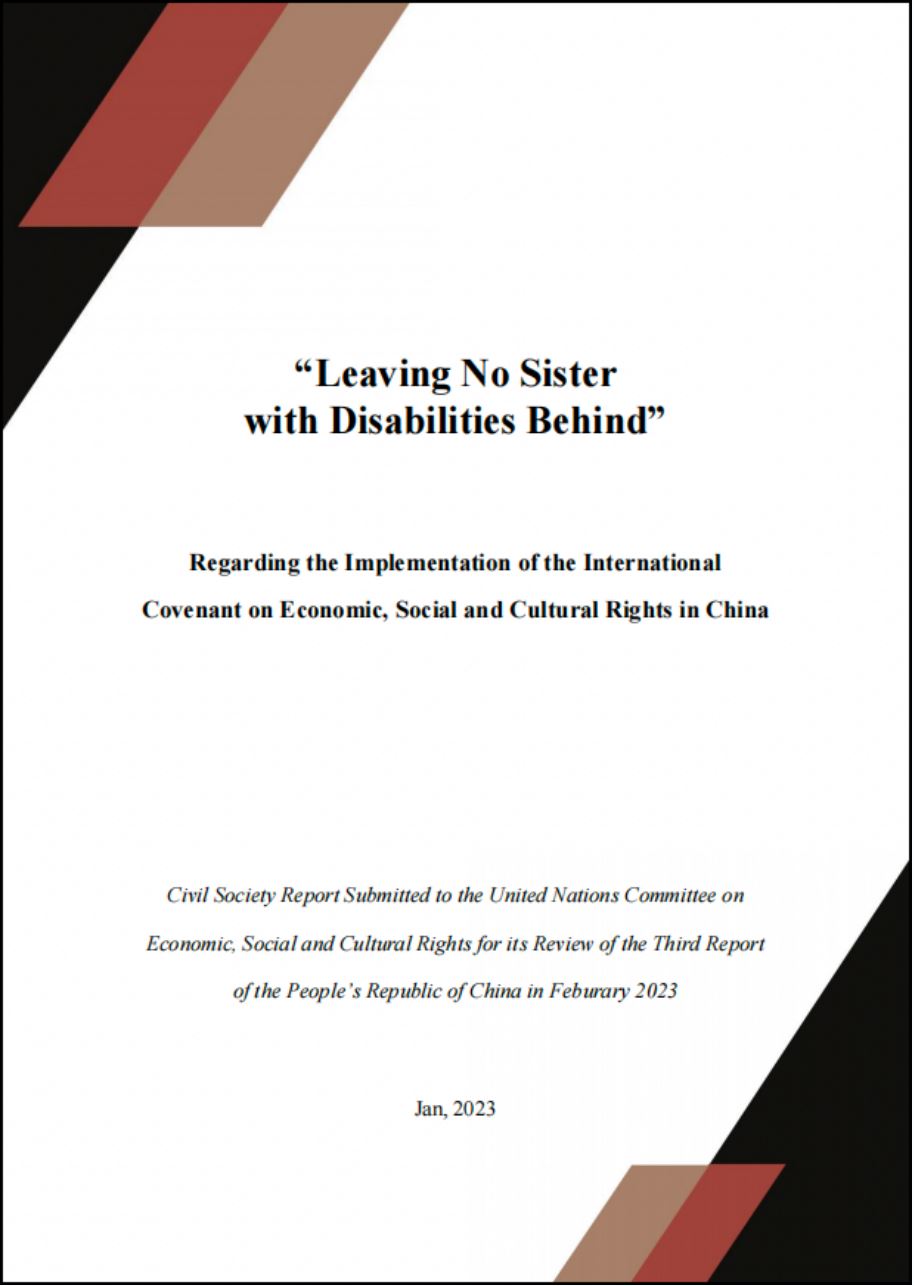 “Leaving No Sister
with Disabilities Behind”
Regarding the Implementation of the International
Covenant on Economic, Social and Cultural Rights in China
Civil Society Report Submitted to the United Nations Committee on
Economic, Social and Cultural Rights for its Review of the Third Report
of the People’s Republic of China in Feburary 2023
Jan, 2023